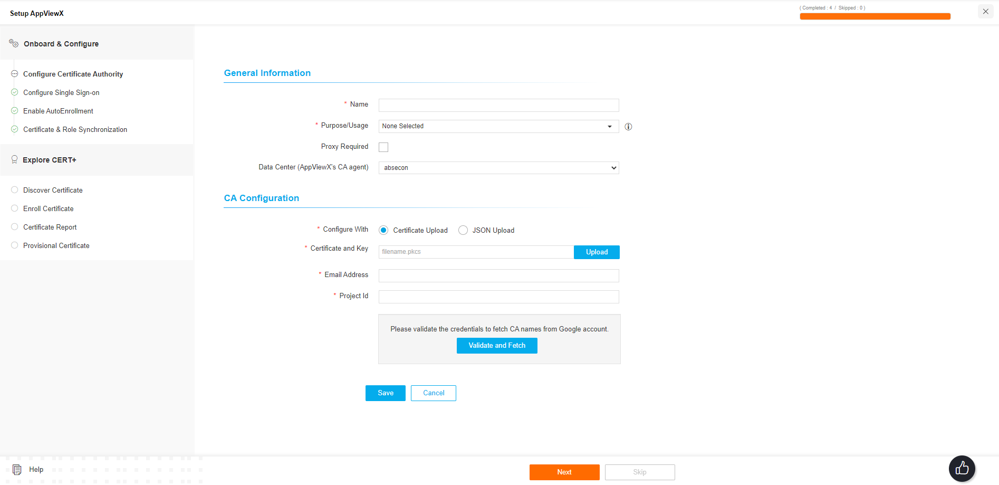 Setup AppViewX
( Completed : 4 / Skipped : 0 )
Onboard & Configure
Configure Certificate Authority
Configure Single Sign-on
Enable AutoEnrollment
Certificate & Role Synchronization
Explore CERT+
Discover Certificate
Enroll Certificate
Certificate Report
Provisional Certificate
General Information
* Name
* Purpose/Usage None Selected
Proxy Required
Data Center (AppViewX's CA agent) absecon
CA Configuration
* Configure With Certificate Upload JSON Upload
* Certificate and Key filename.pkcs Upload
* Email Address
* Project Id
Please validate the credentials to fetch CA names from Google account.
Validate and Fetch
Save Cancel
Help
Next Skip